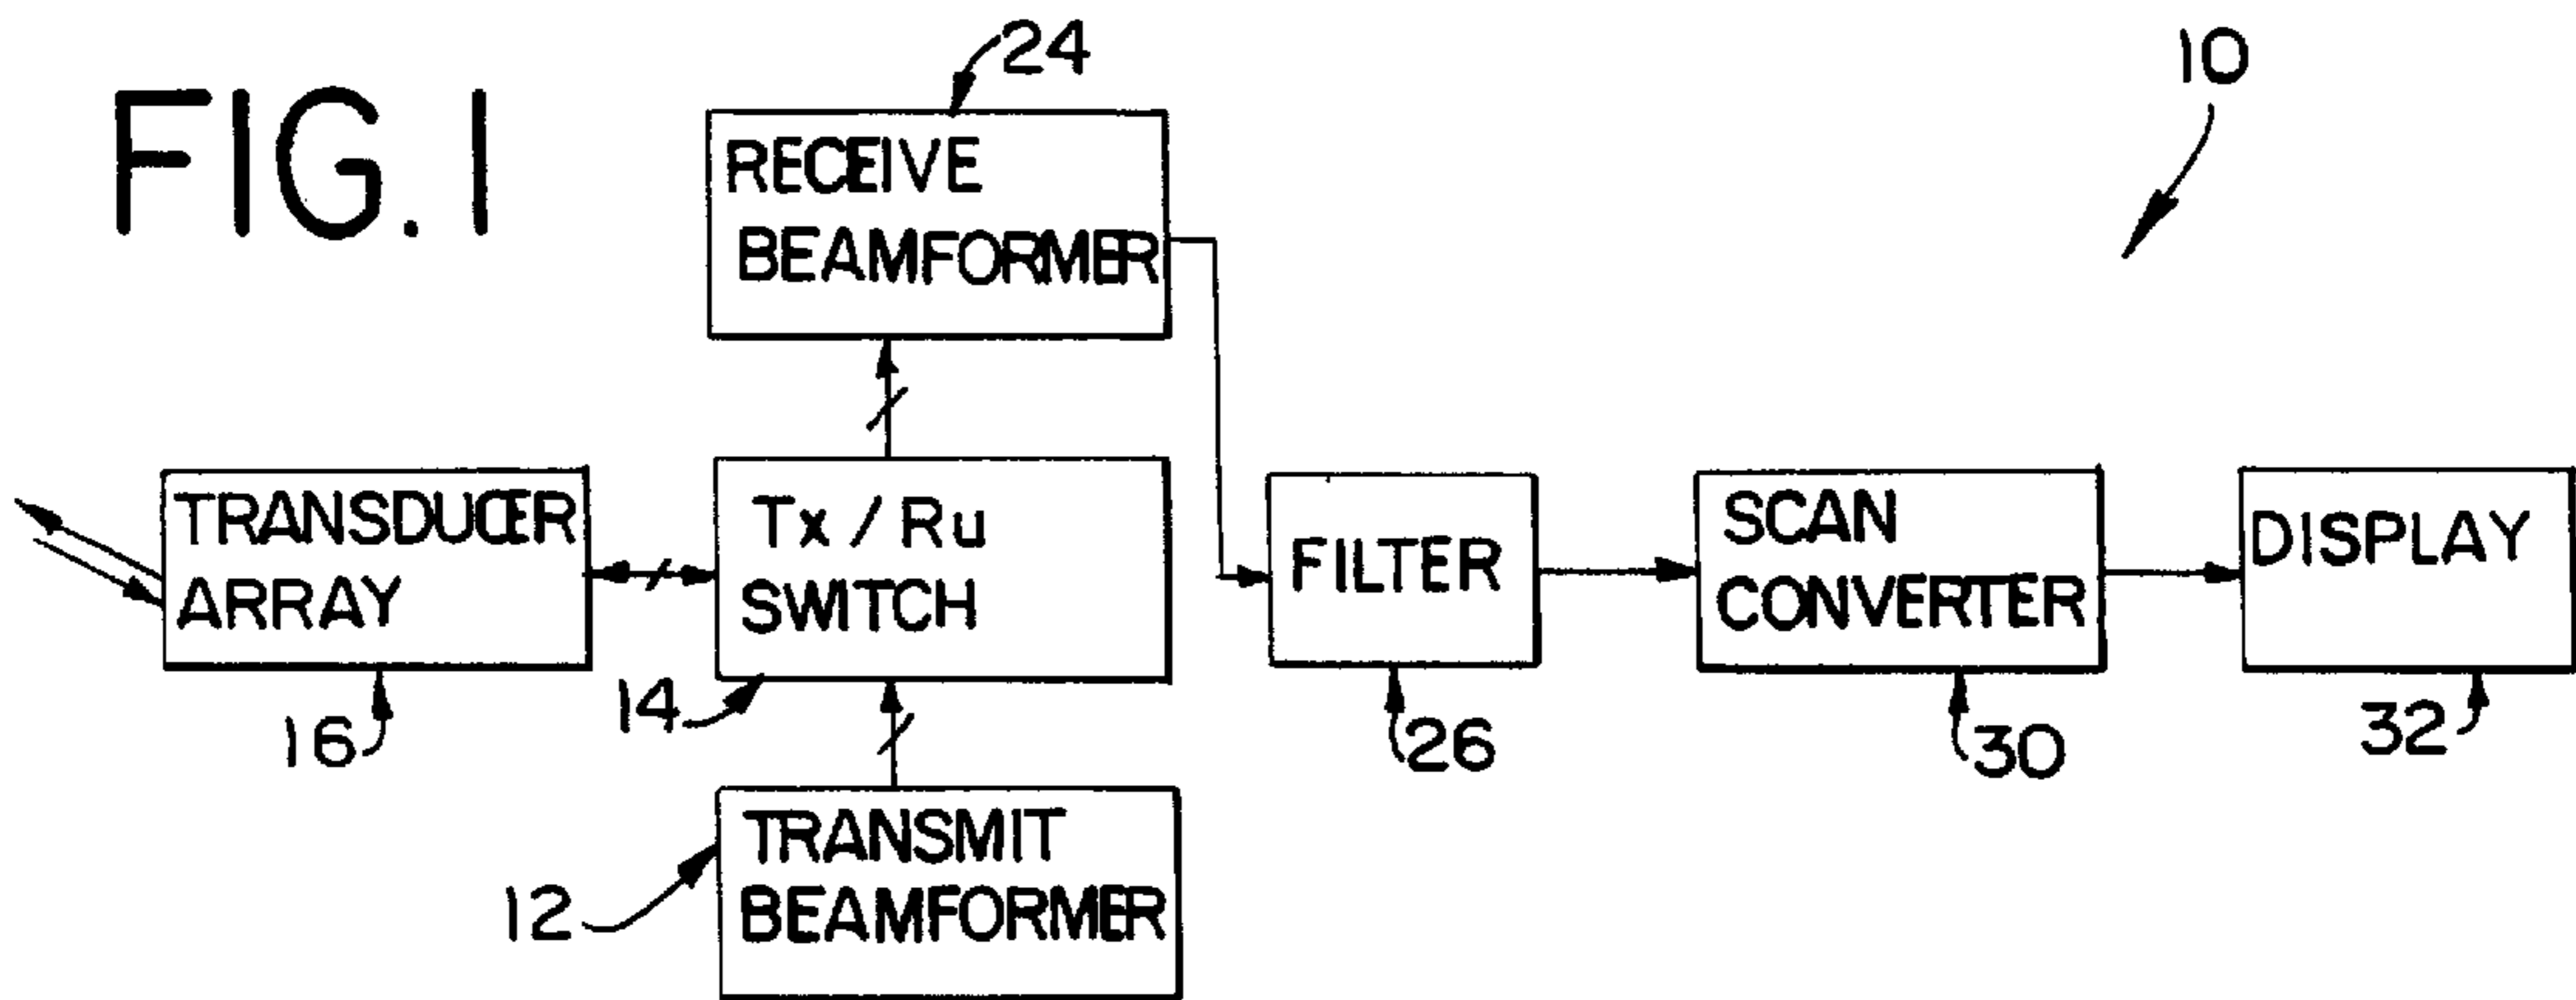 FIG. 1
24
10
RECEIVE
BEAMFORMER
TRANSDUCER
ARRAY
Tx / Ru
SWITCH
FILTER
SCAN
CONVERTER
DISPLAY
16
14
26
30
32
12
TRANSMIT
BEAMFORMER